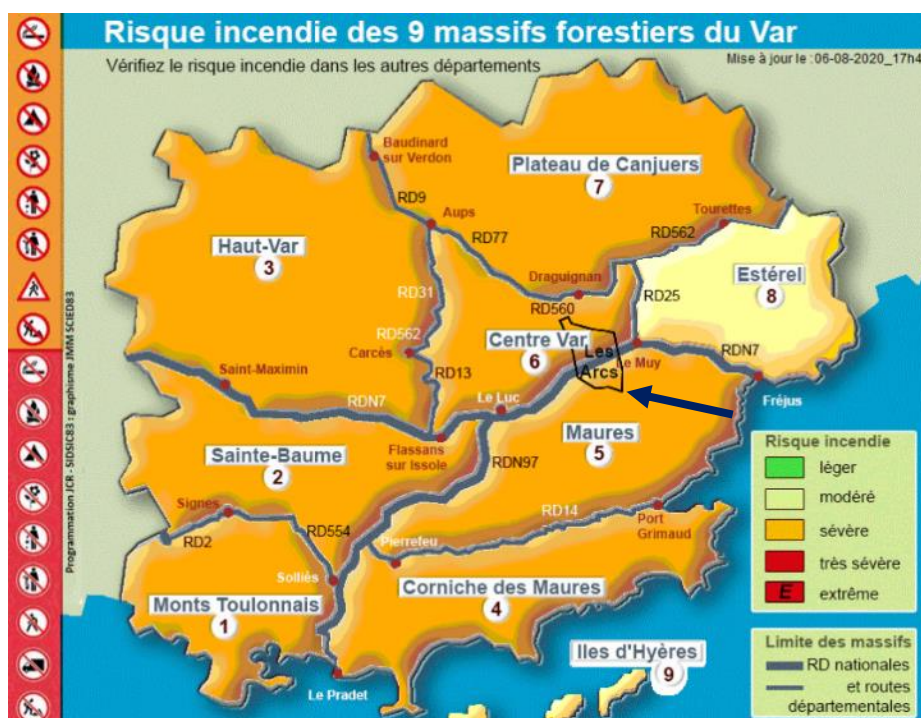 Risque incendie des 9 massifs forestiers du Var
Vérifiez le risque incendie dans les autres départements
Mise à jour le :06-08-2020_17h4
Baudinard
sur Verdon
Plateau de Canjuers
7
RD9
Aups
Tourettes
RD77
RD562
Haut-Var
3
Draguignan
Estérel
8
RD31
RD560
RD25
RD562
Centre Var
6
Les
Arcs
Carcès
Le Muy
RDN7
Saint-Maximin
RD13
RDN7
Le Luc
Fréjus
Flassans
sur Issole
Maures
5
Sainte-Baume
2
RDN97
Signes
RD14
Port
Grimaud
RD2
RD554
Pierrefeu
Solliès
Corniche des Maures
4
Monts Toulonnais
1
Iles d'Hyères
9
Le Pradet
Risque incendie
léger
modéré
sévère
très sévère
E extrême
Limite des massifs
RD nationales
et routes
départementales
Programmation JCR - SIDSIC83 : graphisme JMM SCIED83